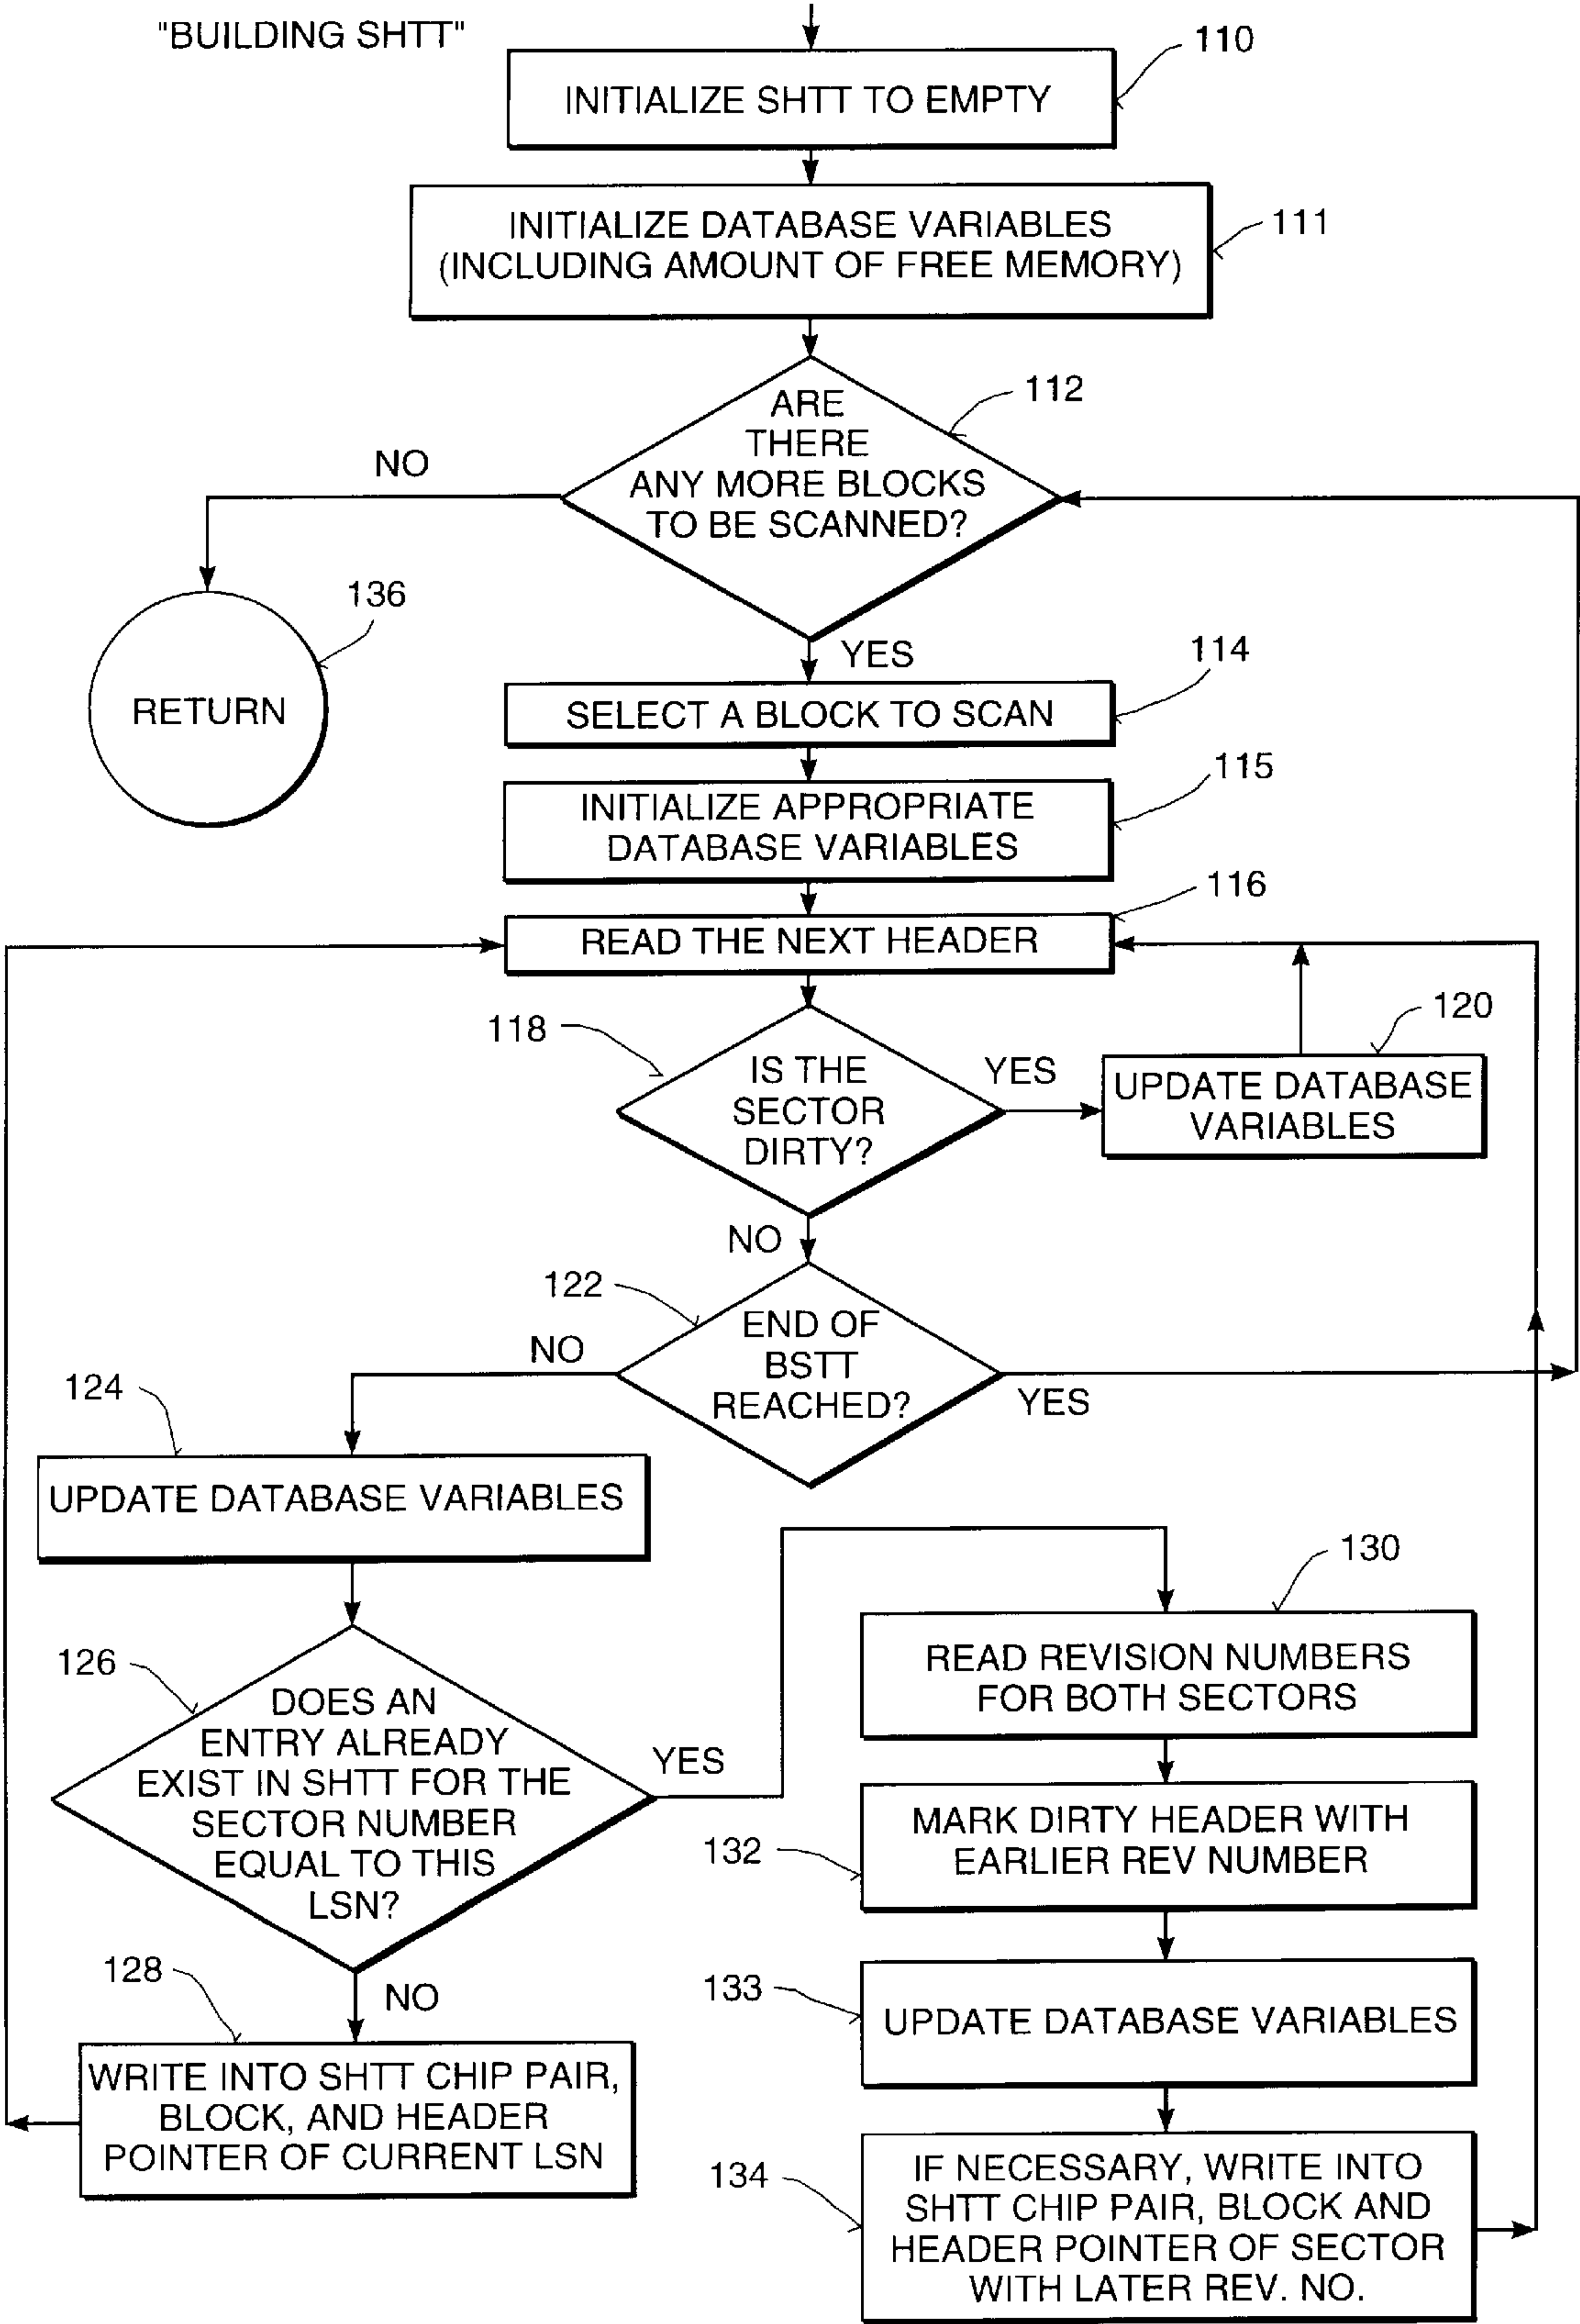 "BUILDING SHTT"
110
INITIALIZE SHTT TO EMPTY
INITIALIZE DATABASE VARIABLES
(INCLUDING AMOUNT OF FREE MEMORY)
111
112
ARE
THERE
ANY MORE BLOCKS
TO BE SCANNED?
NO
136
RETURN
YES
114
SELECT A BLOCK TO SCAN
115
INITIALIZE APPROPRIATE
DATABASE VARIABLES
116
READ THE NEXT HEADER
118
IS THE
SECTOR
DIRTY?
YES
120
UPDATE DATABASE
VARIABLES
NO
122
END OF
BSTT
REACHED?
NO
YES
124
UPDATE DATABASE VARIABLES
126
DOES AN
ENTRY ALREADY
EXIST IN SHTT FOR THE
SECTOR NUMBER
EQUAL TO THIS
LSN?
YES
NO
128
WRITE INTO SHTT CHIP PAIR,
BLOCK, AND HEADER
POINTER OF CURRENT LSN
130
READ REVISION NUMBERS
FOR BOTH SECTORS
132
MARK DIRTY HEADER WITH
EARLIER REV NUMBER
133
UPDATE DATABASE VARIABLES
134
IF NECESSARY, WRITE INTO
SHTT CHIP PAIR, BLOCK AND
HEADER POINTER OF SECTOR
WITH LATER REV. NO.